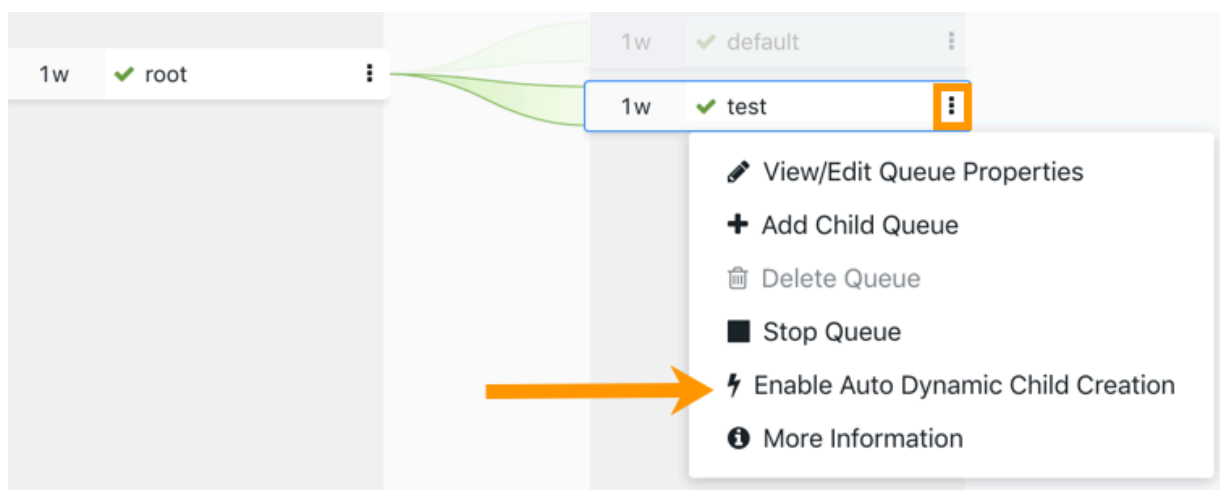 1w default
1w root
1w test
View/Edit Queue Properties
Add Child Queue
Delete Queue
Stop Queue
Enable Auto Dynamic Child Creation
More Information